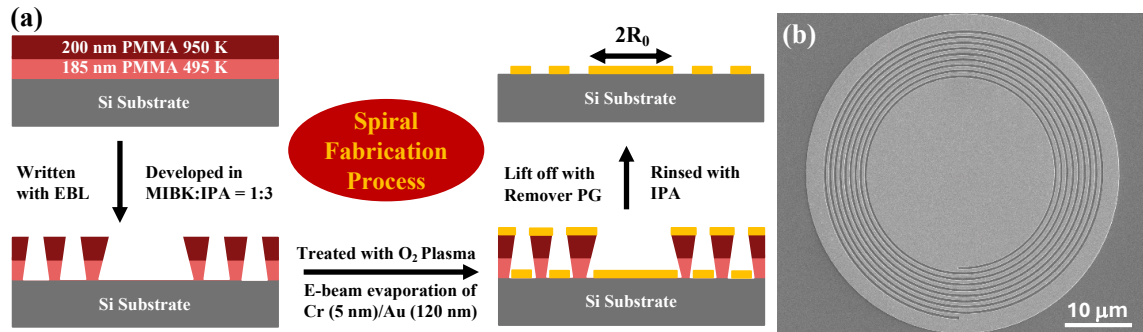 (a)
200 nm PMMA 950 K
185 nm PMMA 495 K
Si Substrate
Written
with EBL
Developed in
MIBK:IPA = 1:3
Si Substrate
Spiral
Fabrication
Process
Treated with O₂ Plasma
E-beam evaporation of
Cr (5 nm)/Au (120 nm)
2R₀
Si Substrate
Lift off with
Remover PG
Rinsed with
IPA
Si Substrate
(b)
10 μm